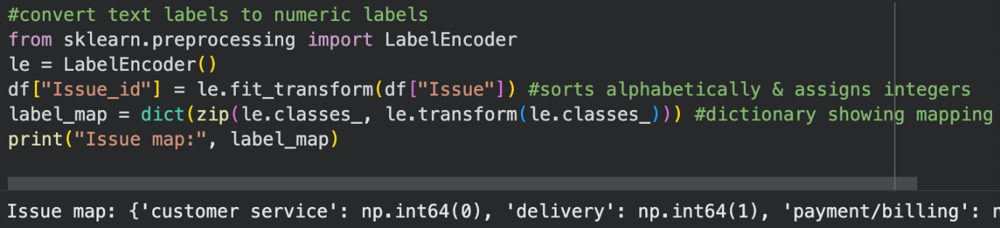 #convert text labels to numeric labels
from sklearn.preprocessing import LabelEncoder
le = LabelEncoder()
df["Issue_id"] = le.fit_transform(df["Issue"]) #sorts alphabetically & assigns integers
label_map = dict(zip(le.classes_, le.transform(le.classes_))) #dictionary showing mapping
print("Issue map:", label_map)
Issue map: {'customer service': np.int64(0), 'delivery': np.int64(1), 'payment/billing': n